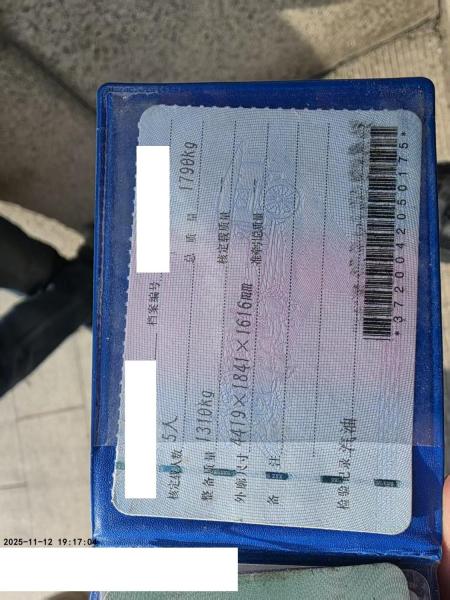 档案编号
核定载人数 5人
总质量 1790kg
整备质量 1310kg
核定载质量
外廓尺寸 4419×1841×1616mm
准牵引总质量
备注
检验记录 汽油
*3720042050175*
2025-11-12 19:17:04